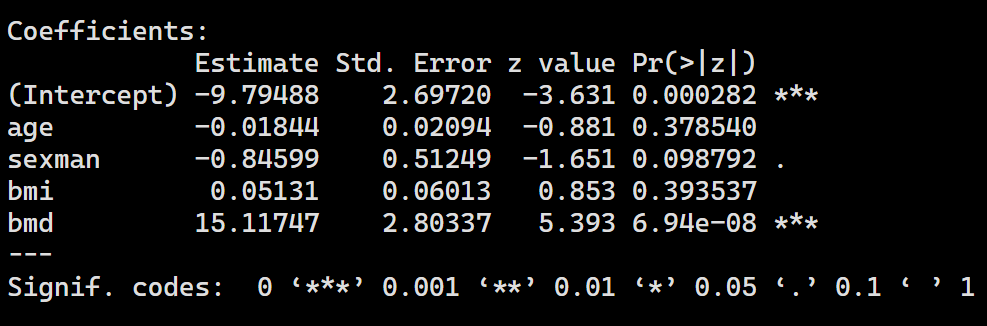 Coefficients:
            Estimate Std. Error z value Pr(>|z|)
(Intercept) -9.79488    2.69720  -3.631 0.000282 ***
age         -0.01844    0.02094  -0.881 0.378540
sexman      -0.84599    0.51249  -1.651 0.098792 .
bmi          0.05131    0.06013   0.853 0.393537
bmd         15.11747    2.80337   5.393 6.94e-08 ***
---
Signif. codes:  0 ‘***’ 0.001 ‘**’ 0.01 ‘*’ 0.05 ‘.’ 0.1 ‘ ’ 1